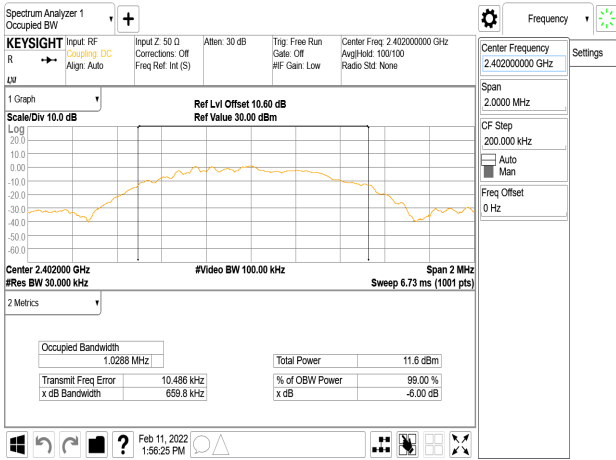 Spectrum Analyzer 1
Occupied BW
Frequency
KEYSIGHT
R
LXI
Input: RF
Coupling: DC
Align: Auto
Input Z: 50 Ω
Corrections: Off
Freq Ref: Int (S)
Atten: 30 dB
Trig: Free Run
Gate: Off
#IF Gain: Low
Center Freq: 2.402000000 GHz
Avg|Hold: 100/100
Radio Std: None
Center Frequency
2.402000000 GHz
Settings
Span
2.0000 MHz
CF Step
200.000 kHz
Auto
Man
Freq Offset
0 Hz
1 Graph
Scale/Div 10.0 dB
Ref Lvl Offset 10.60 dB
Ref Value 30.00 dBm
Log
20.0
10.0
0.00
-10.0
-20.0
-30.0
-40.0
-50.0
-60.0
Center 2.402000 GHz
#Res BW 30.000 kHz
#Video BW 100.00 kHz
Span 2 MHz
Sweep 6.73 ms (1001 pts)
2 Metrics
Occupied Bandwidth
1.0288 MHz
Transmit Freq Error 10.486 kHz
x dB Bandwidth 659.8 kHz
Total Power 11.6 dBm
% of OBW Power 99.00 %
x dB -6.00 dB
?
Feb 11, 2022
1:56:25 PM